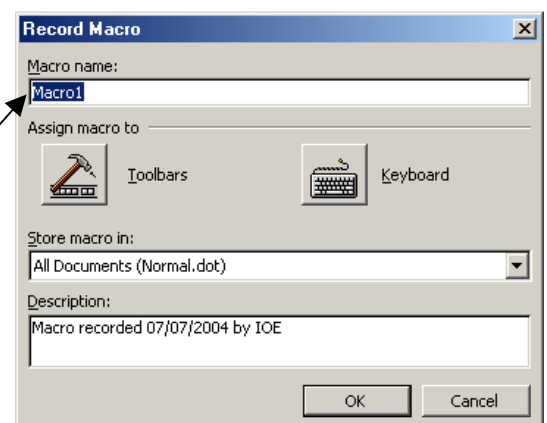 Record Macro
Macro name:
Macro1
Assign macro to
Toolbars Keyboard
Store macro in:
All Documents (Normal.dot)
Description:
Macro recorded 07/07/2004 by IOE
OK Cancel